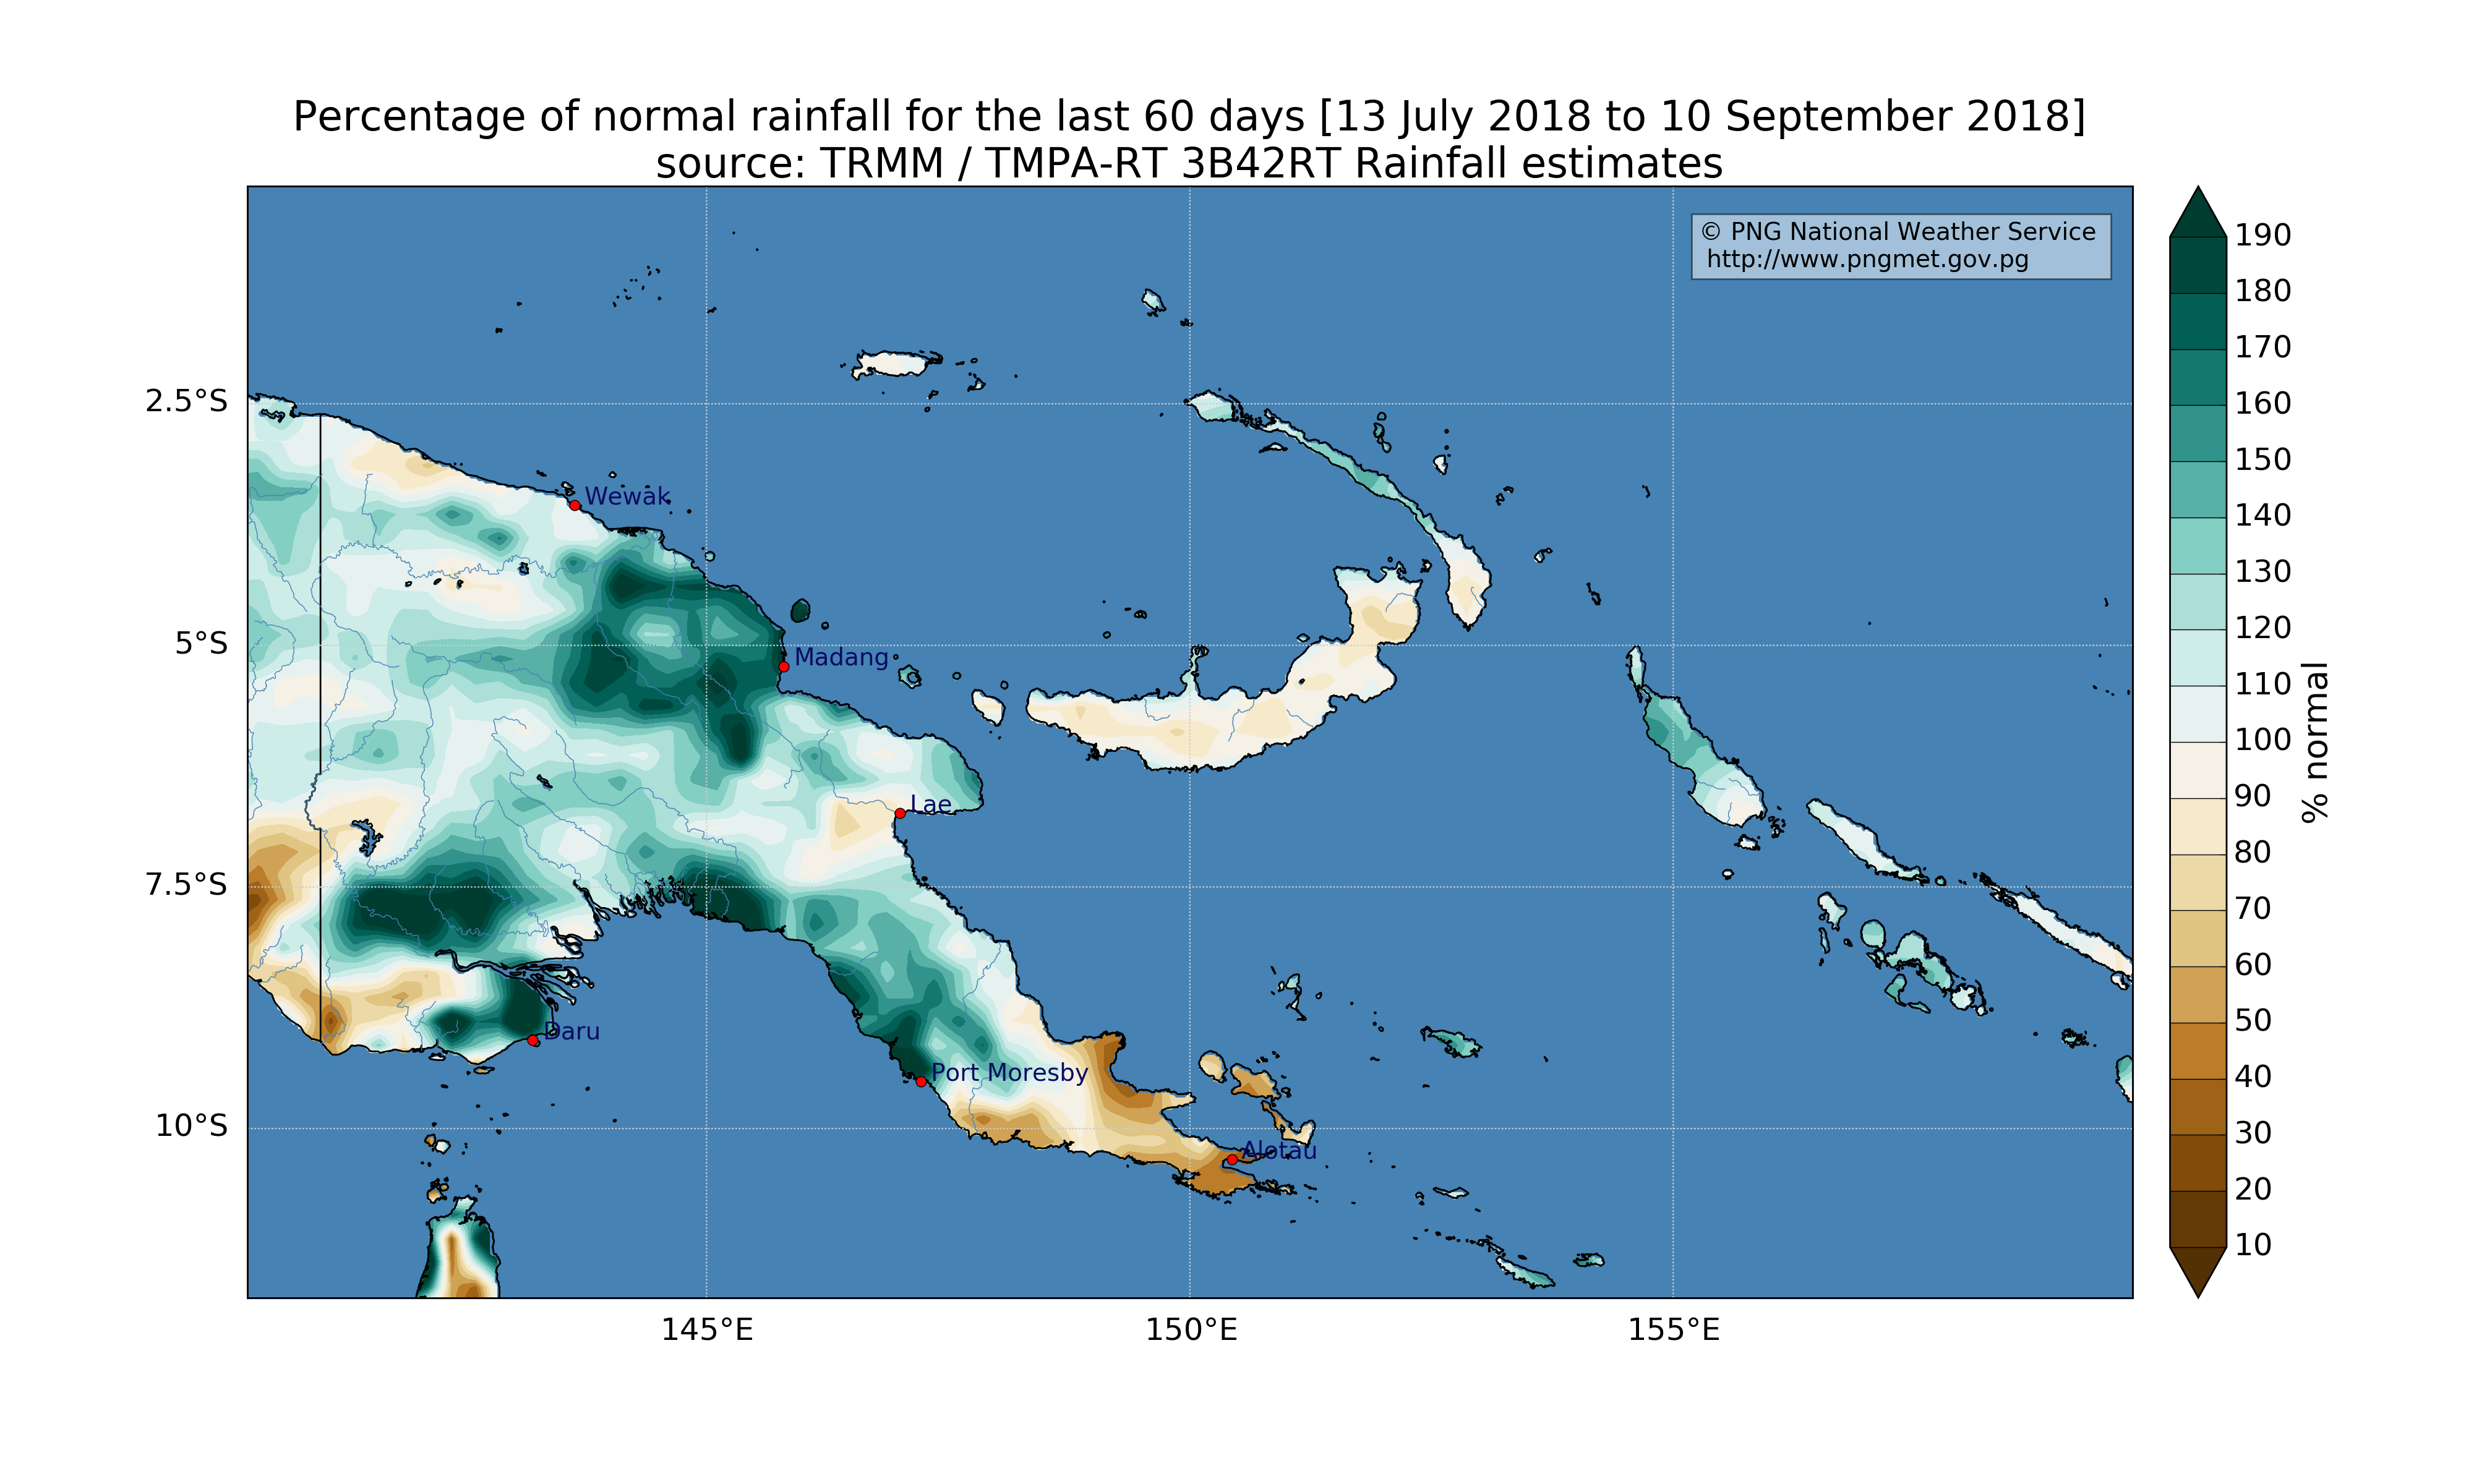 Percentage of normal rainfall for the last 60 days [13 July 2018 to 10 September 2018]
source: TRMM / TMPA-RT 3B42RT Rainfall estimates
© PNG National Weather Service
http://www.pngmet.gov.pg
2.5°S
5°S
7.5°S
10°S
Wewak
Madang
Lae
Daru
Port Moresby
Alotau
145°E
150°E
155°E
190
180
170
160
150
140
130
120
110
100
90
80
70
60
50
40
30
20
10
% normal